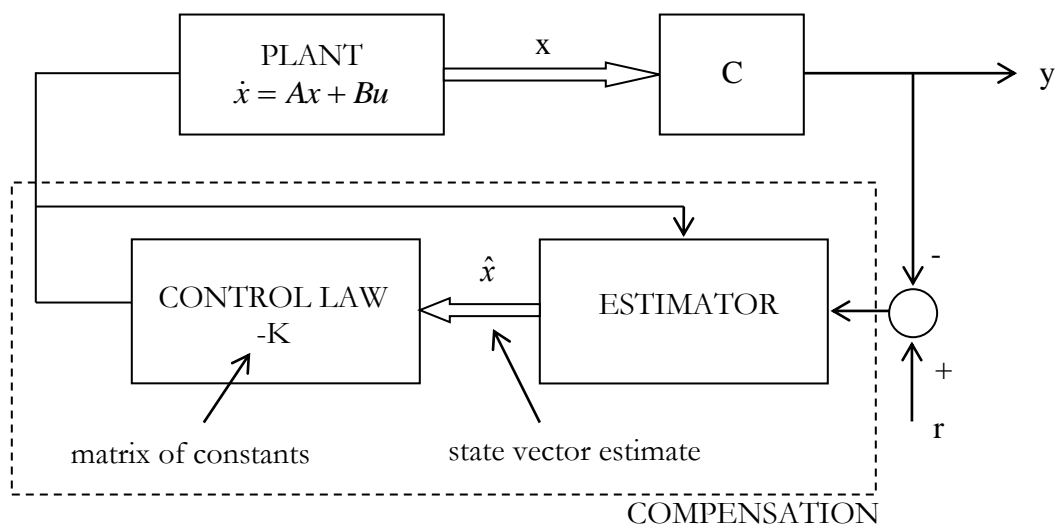 PLANT
ẋ = Ax + Bu
x
C
y
CONTROL LAW
-K
x̂
ESTIMATOR
-
+
r
matrix of constants
state vector estimate
COMPENSATION